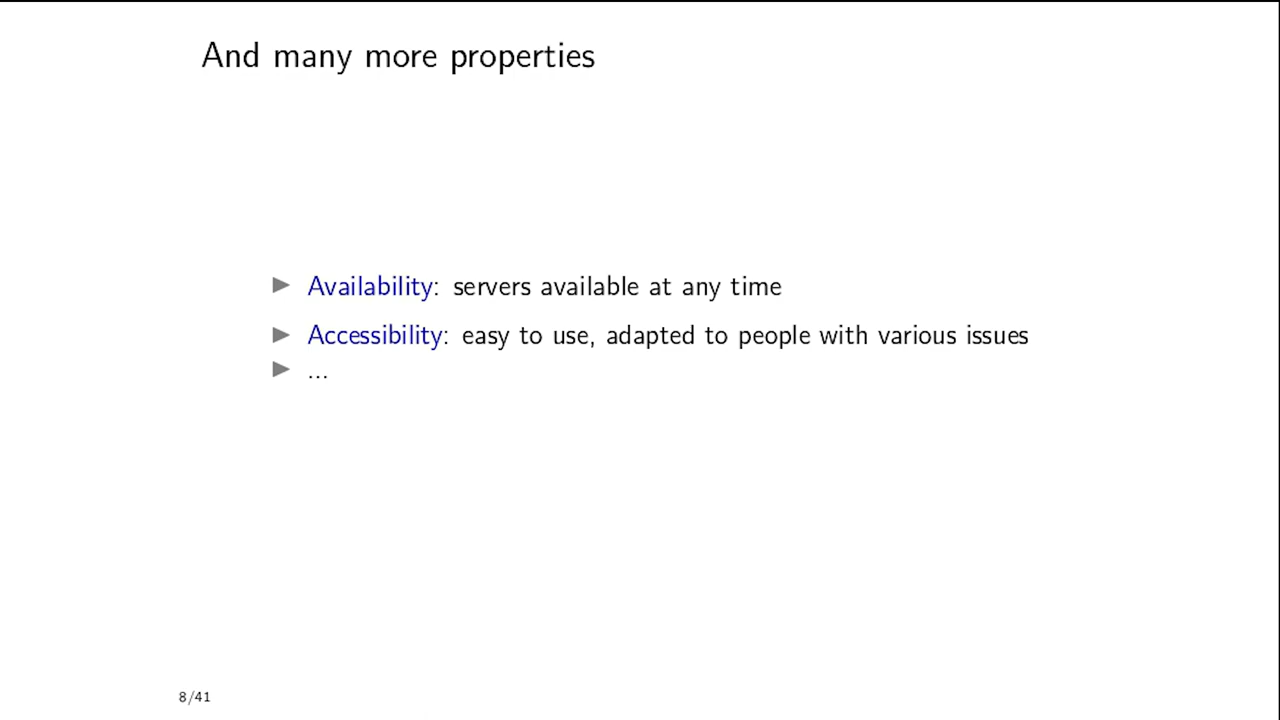 And many more properties
▶ Availability: servers available at any time
▶ Accessibility: easy to use, adapted to people with various issues
▶ ...
8/41